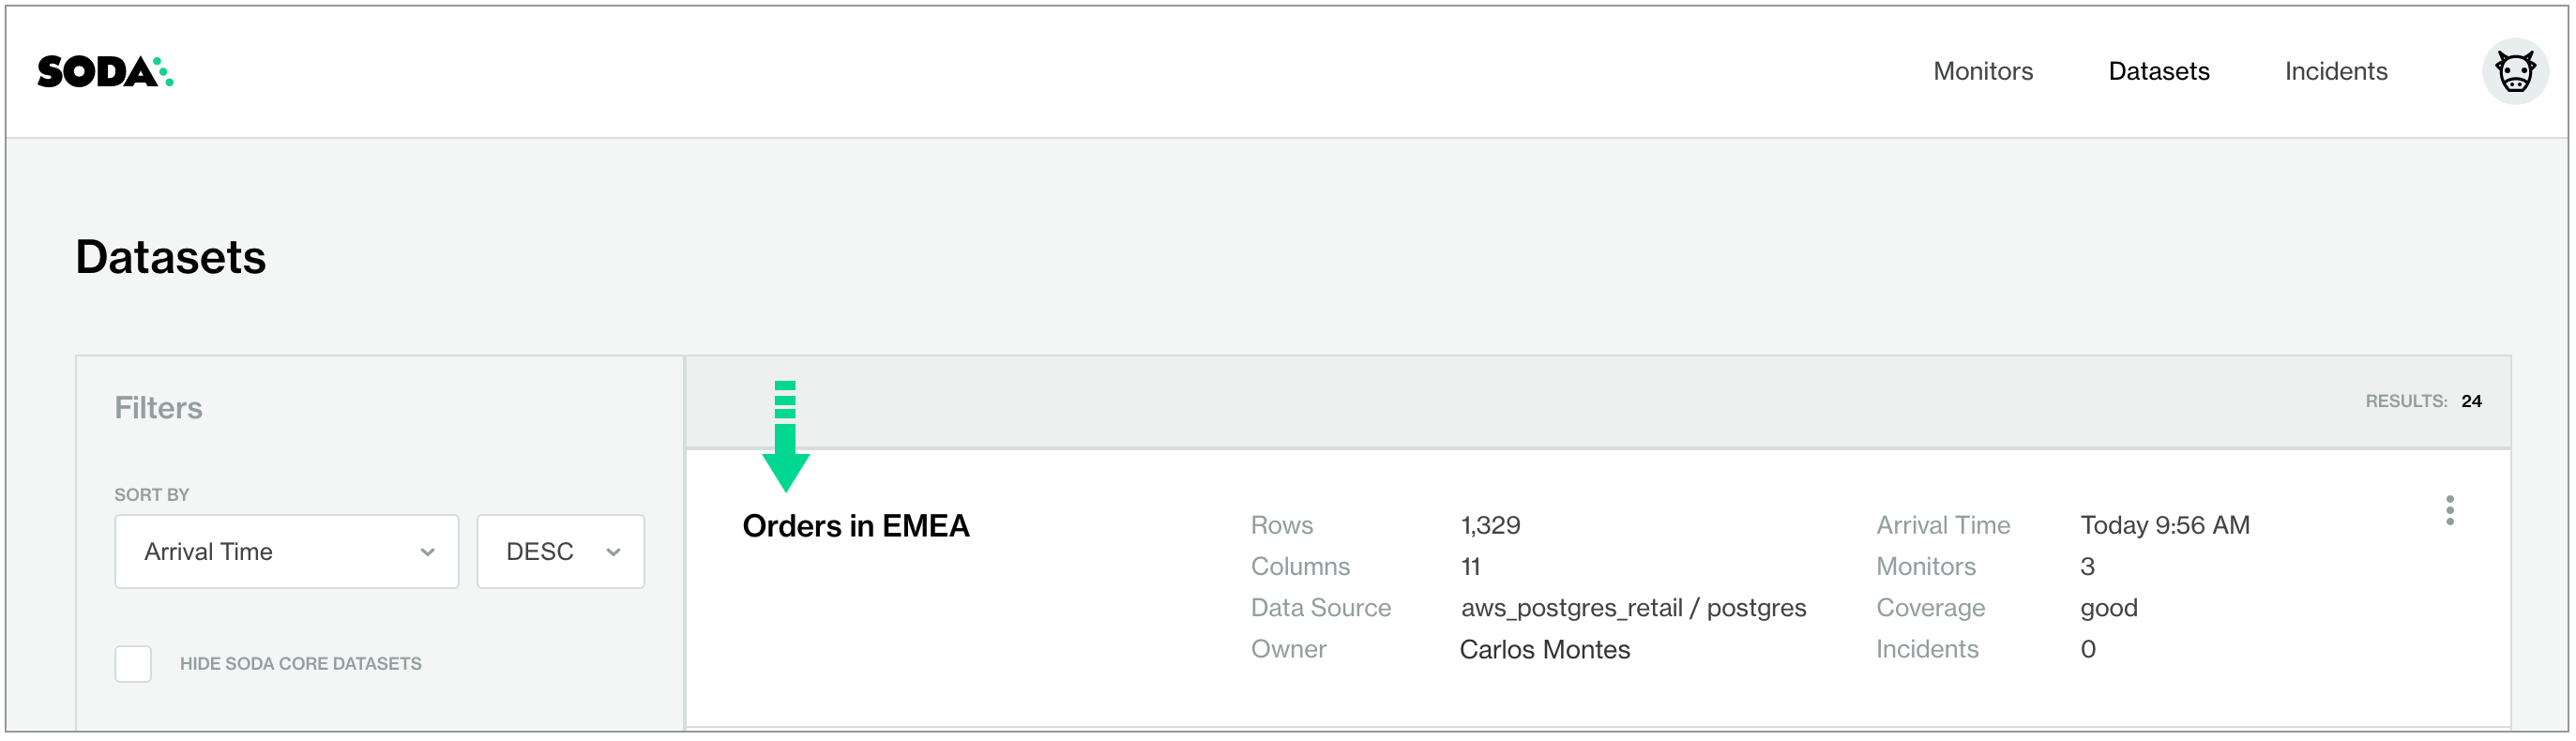 SODA
Monitors
Datasets
Incidents
Datasets
Filters
SORT BY
Arrival Time
DESC
HIDE SODA CORE DATASETS
RESULTS: 24
Orders in EMEA
Rows 1,329
Columns 11
Data Source aws_postgres_retail / postgres
Owner Carlos Montes
Arrival Time Today 9:56 AM
Monitors 3
Coverage good
Incidents 0